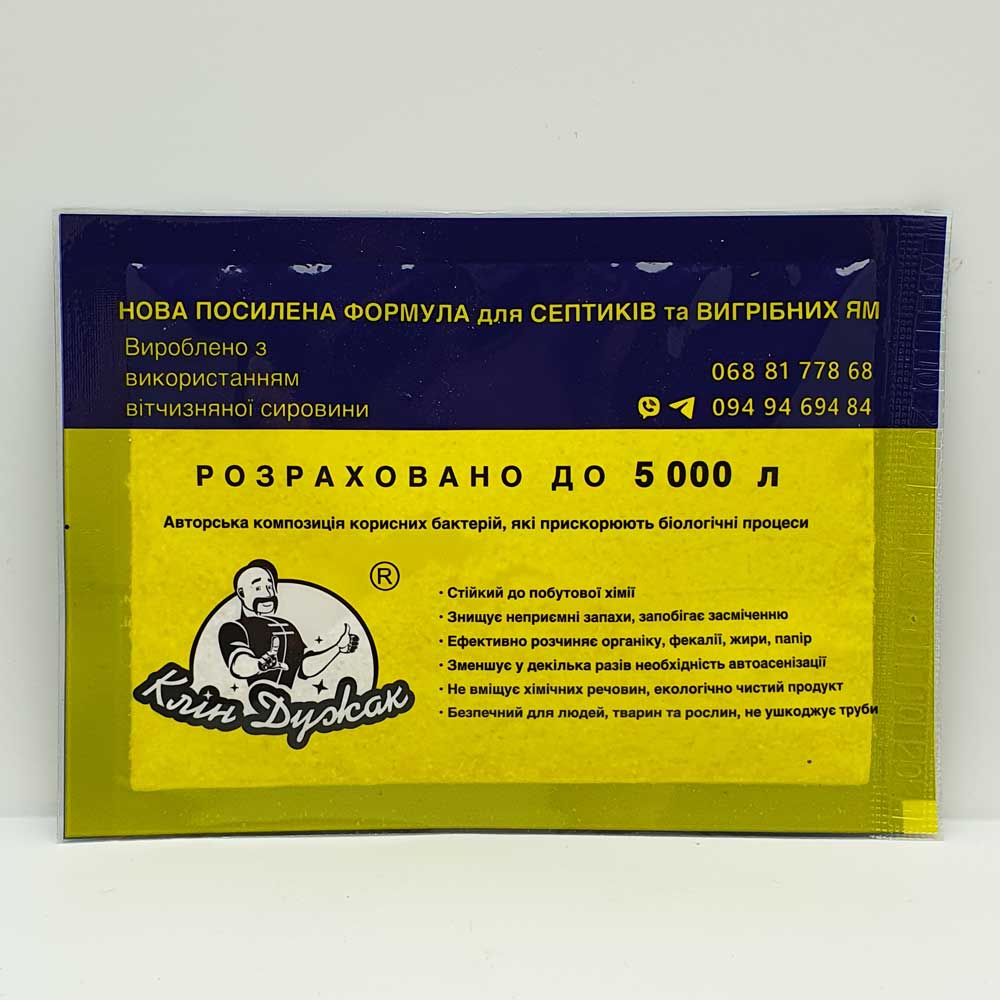 НОВА ПОСИЛЕНА ФОРМУЛА для СЕПТИКІВ та ВИГРІБНИХ ЯМ
Вироблено з
використанням
вітчизняної сировини
068 81 778 68
094 94 694 84
РОЗРАХОВАНО ДО 5 000 л
Авторська композиція корисних бактерій, які прискорюють біологічні процеси
®
Клін Дужак
· Стійкий до побутової хімії
· Знищує неприємні запахи, запобігає засміченню
· Ефективно розчиняє органіку, фекалії, жири, папір
· Зменшує у декілька разів необхідність автоасенізації
· Не вміщує хімічних речовин, екологічно чистий продукт
· Безпечний для людей, тварин та рослин, не ушкоджує труби